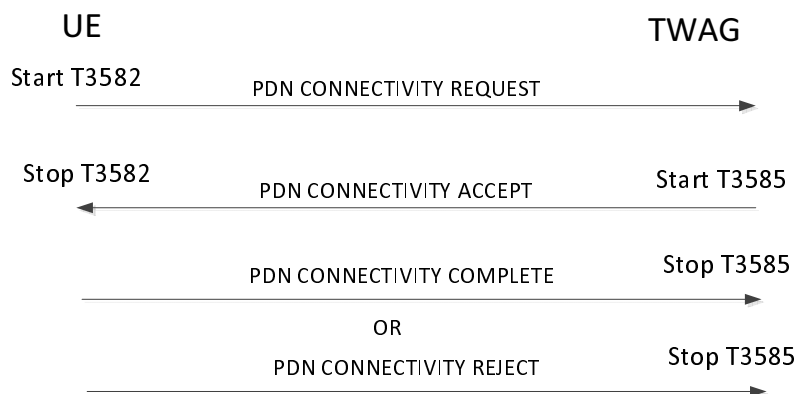 UE
TWAG
Start T3582
PDN CONNECTIVITY REQUEST
Stop T3582
PDN CONNECTIVITY ACCEPT
Start T3585
PDN CONNECTIVITY COMPLETE
Stop T3585
OR
PDN CONNECTIVITY REJECT
Stop T3585